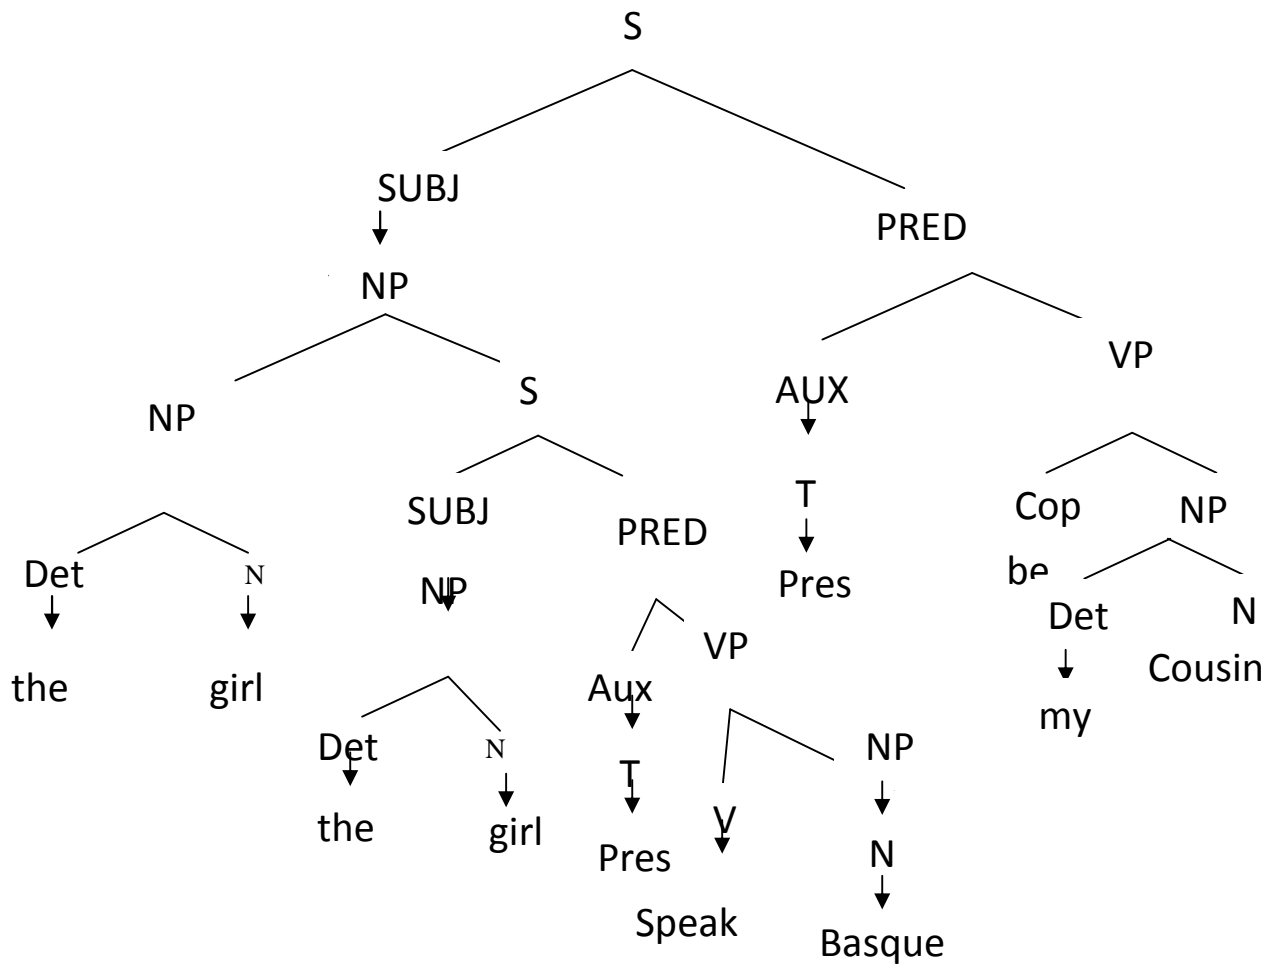 S
SUBJ
PRED
NP
VP
NP
S
AUX
SUBJ
PRED
T
Cop
NP
Det
N
NP
Pres
be
Det
N
the
girl
Aux
VP
my
Cousin
Det
N
T
V
NP
the
girl
Pres
N
Speak
Basque